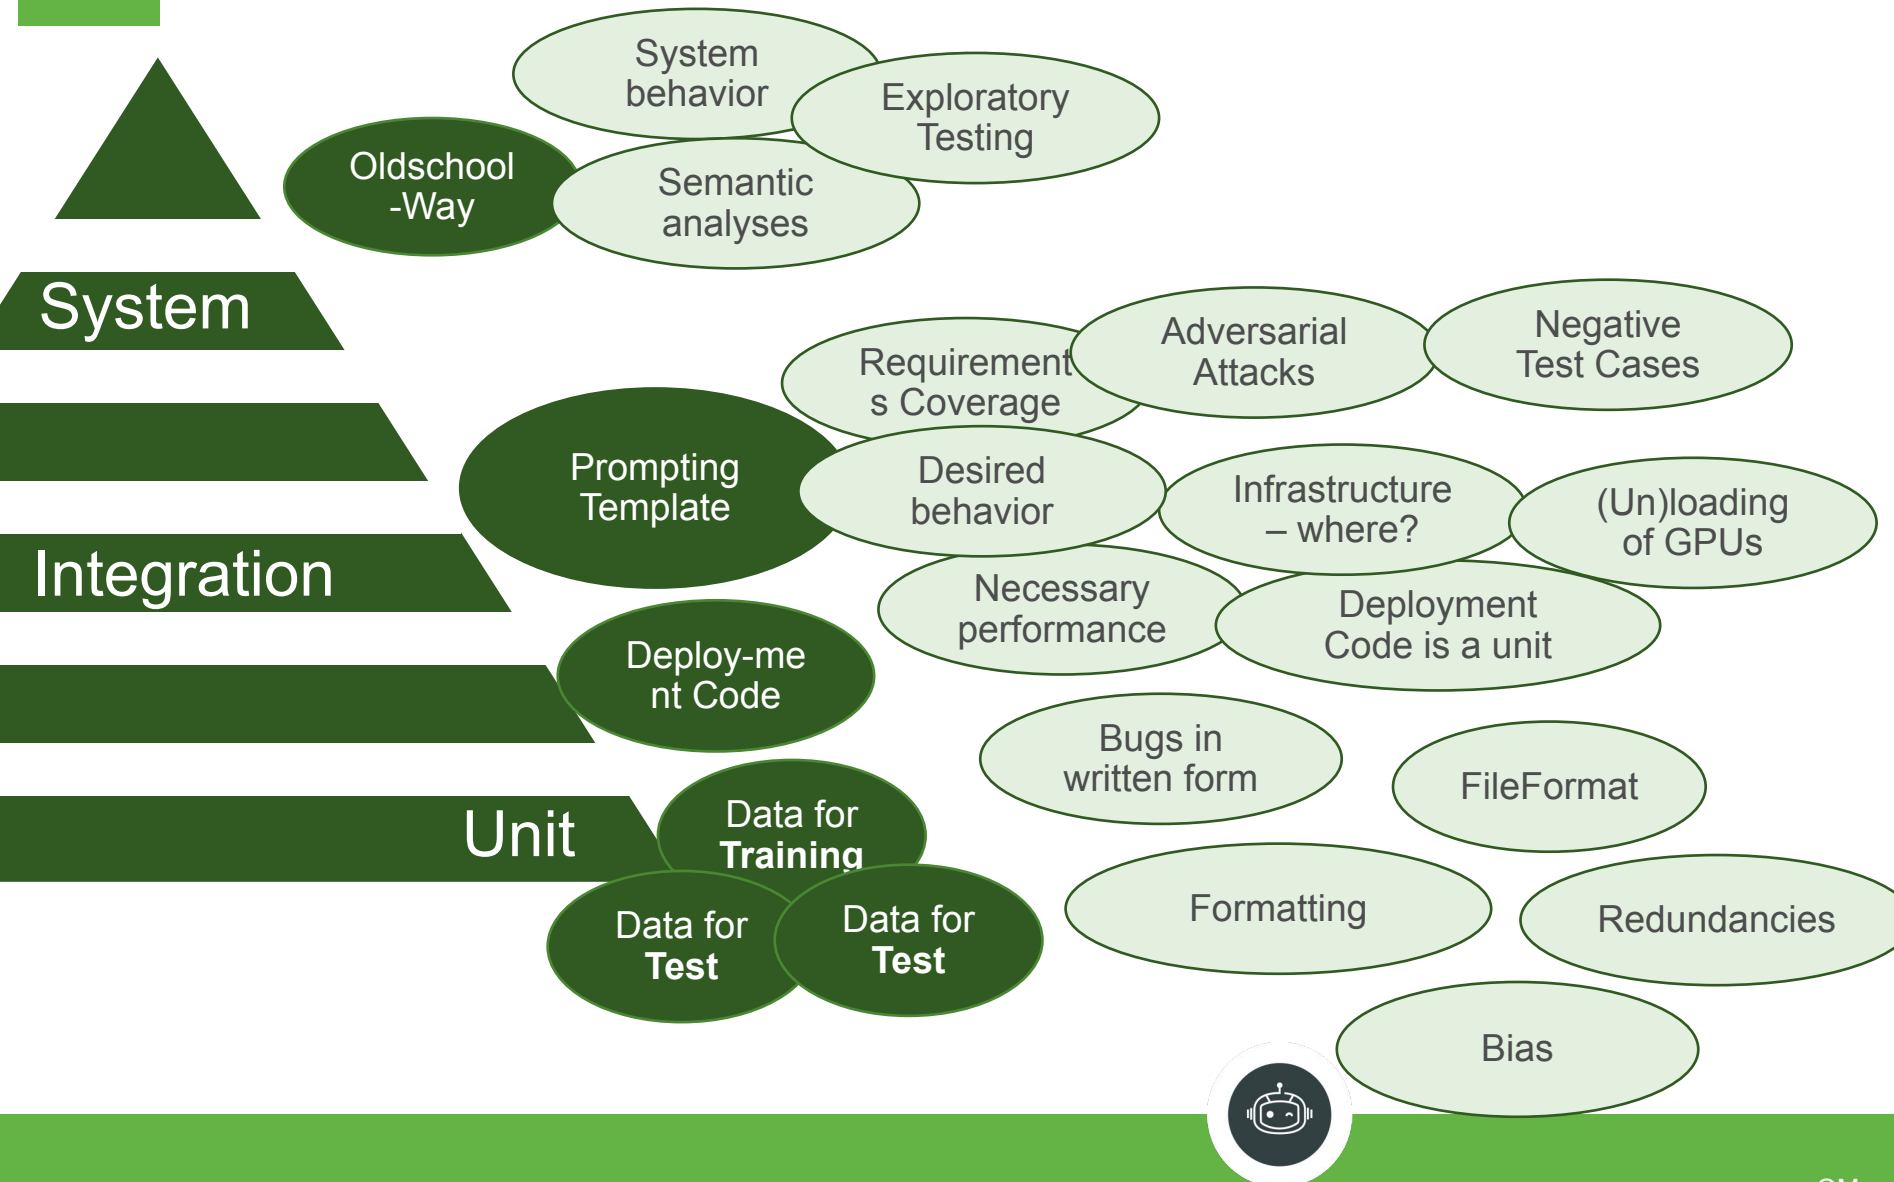 System
behavior
Exploratory
Testing
Oldschool
-Way
Semantic
analyses
System
Requirement
s Coverage
Adversarial
Attacks
Negative
Test Cases
Prompting
Template
Desired
behavior
Infrastructure
– where?
(Un)loading
of GPUs
Integration
Necessary
performance
Deployment
Code is a unit
Deploy-me
nt Code
Bugs in
written form
FileFormat
Unit
Data for
Training
Data for
Test
Data for
Test
Formatting
Redundancies
Bias